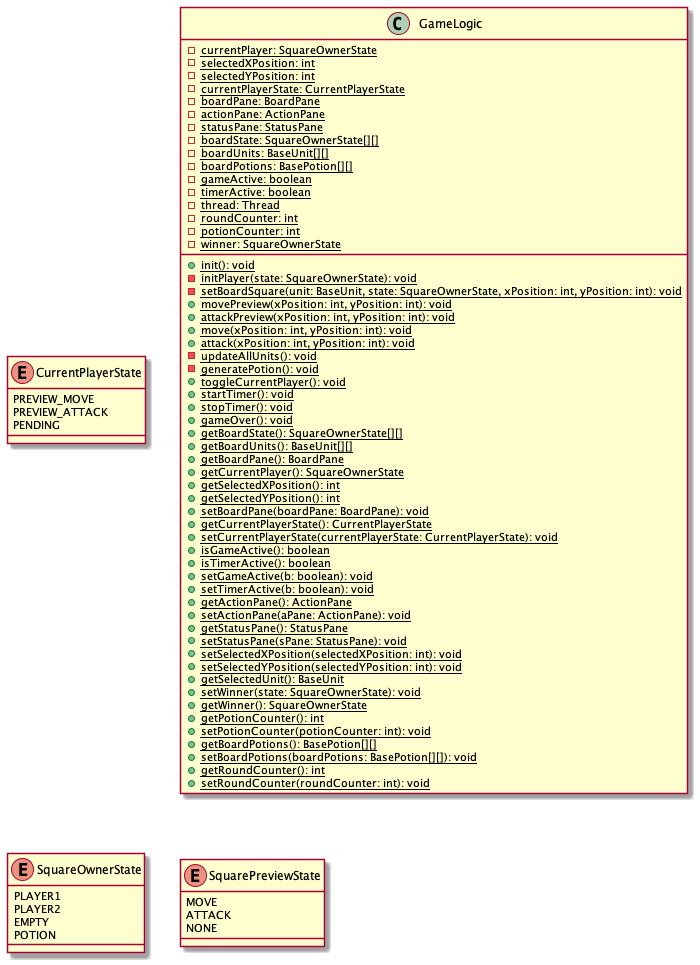 C GameLogic
currentPlayer: SquareOwnerState
selectedXPosition: int
selectedYPosition: int
currentPlayerState: CurrentPlayerState
boardPane: BoardPane
actionPane: ActionPane
statusPane: StatusPane
boardState: SquareOwnerState[][]
boardUnits: BaseUnit[][]
boardPotions: BasePotion[][]
gameActive: boolean
timerActive: boolean
thread: Thread
roundCounter: int
potionCounter: int
winner: SquareOwnerState
init(): void
initPlayer(state: SquareOwnerState): void
setBoardSquare(unit: BaseUnit, state: SquareOwnerState, xPosition: int, yPosition: int): void
movePreview(xPosition: int, yPosition: int): void
attackPreview(xPosition: int, yPosition: int): void
move(xPosition: int, yPosition: int): void
attack(xPosition: int, yPosition: int): void
updateAllUnits(): void
generatePotion(): void
toggleCurrentPlayer(): void
startTimer(): void
stopTimer(): void
gameOver(): void
getBoardState(): SquareOwnerState[][]
getBoardUnits(): BaseUnit[][]
getBoardPane(): BoardPane
getCurrentPlayer(): SquareOwnerState
getSelectedXPosition(): int
getSelectedYPosition(): int
setBoardPane(boardPane: BoardPane): void
getCurrentPlayerState(): CurrentPlayerState
setCurrentPlayerState(currentPlayerState: CurrentPlayerState): void
isGameActive(): boolean
isTimerActive(): boolean
setGameActive(b: boolean): void
setTimerActive(b: boolean): void
getActionPane(): ActionPane
setActionPane(aPane: ActionPane): void
getStatusPane(): StatusPane
setStatusPane(sPane: StatusPane): void
setSelectedXPosition(selectedXPosition: int): void
setSelectedYPosition(selectedYPosition: int): void
getSelectedUnit(): BaseUnit
setWinner(state: SquareOwnerState): void
getWinner(): SquareOwnerState
getPotionCounter(): int
setPotionCounter(potionCounter: int): void
getBoardPotions(): BasePotion[][]
setBoardPotions(boardPotions: BasePotion[][]): void
getRoundCounter(): int
setRoundCounter(roundCounter: int): void
E CurrentPlayerState
PREVIEW_MOVE
PREVIEW_ATTACK
PENDING
E SquareOwnerState
PLAYER1
PLAYER2
EMPTY
POTION
E SquarePreviewState
MOVE
ATTACK
NONE